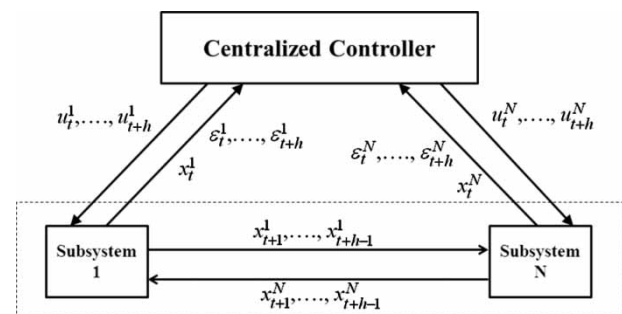 Centralized Controller
u_t^1,...., u_{t+h}^1
ε_t^1,...., ε_{t+h}^1
x_t^1
u_t^N,...., u_{t+h}^N
ε_t^N,...., ε_{t+h}^N
x_t^N
Subsystem
1
x_{t+1}^1,...., x_{t+h-1}^1
x_{t+1}^N,...., x_{t+h-1}^N
Subsystem
N